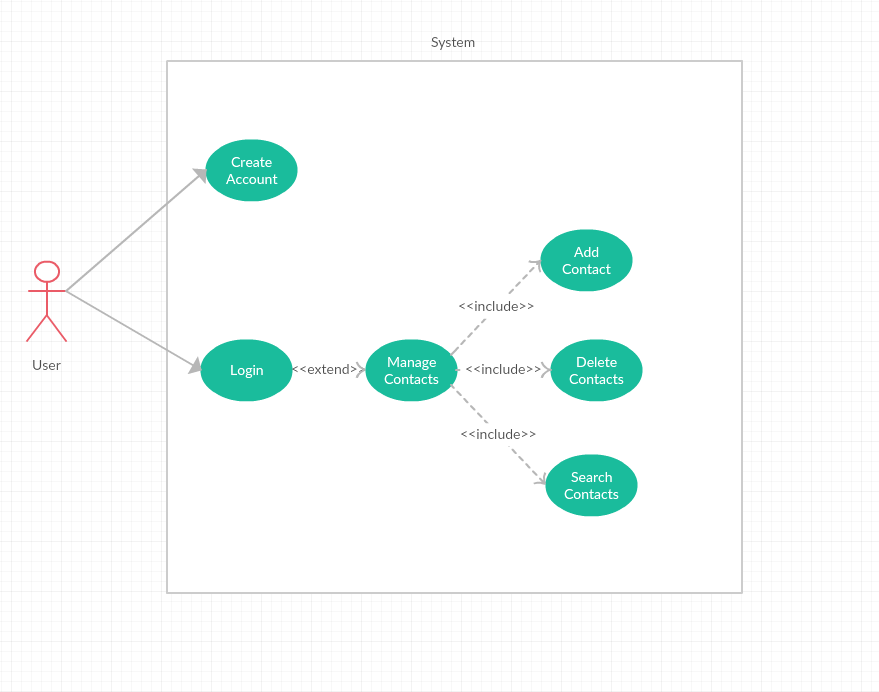 System
Create
Account
Add
Contact
<<include>>
User
Login
<<extend>>
Manage
Contacts
<<include>>
Delete
Contacts
<<include>>
Search
Contacts